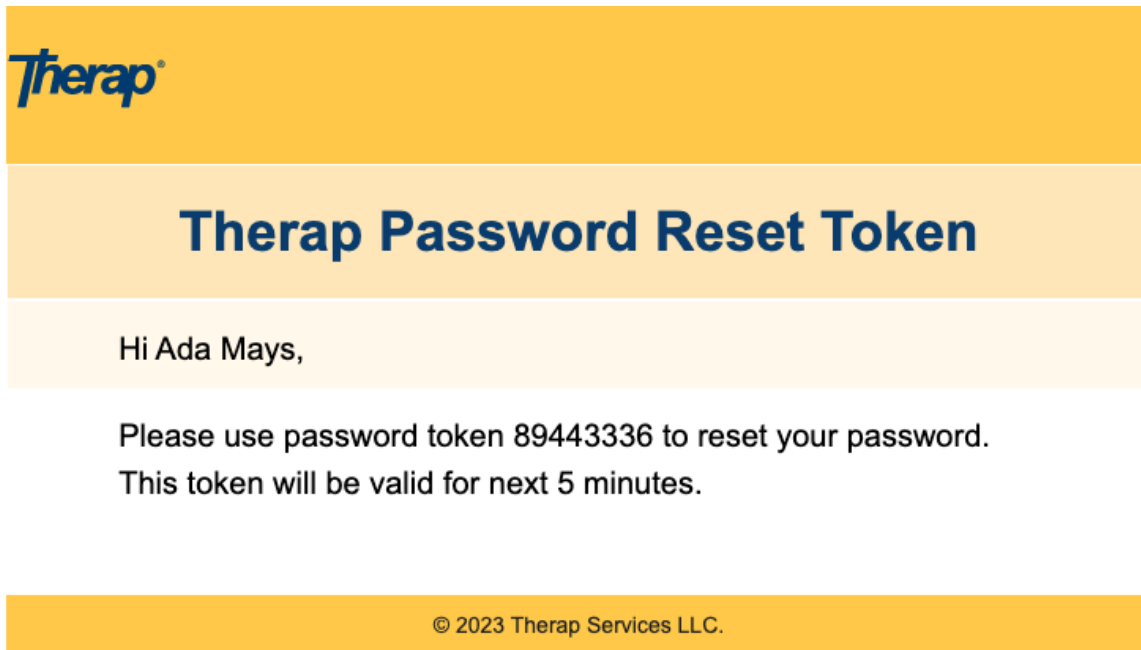 Therap®
Therap Password Reset Token
Hi Ada Mays,
Please use password token 89443336 to reset your password.
This token will be valid for next 5 minutes.
© 2023 Therap Services LLC.